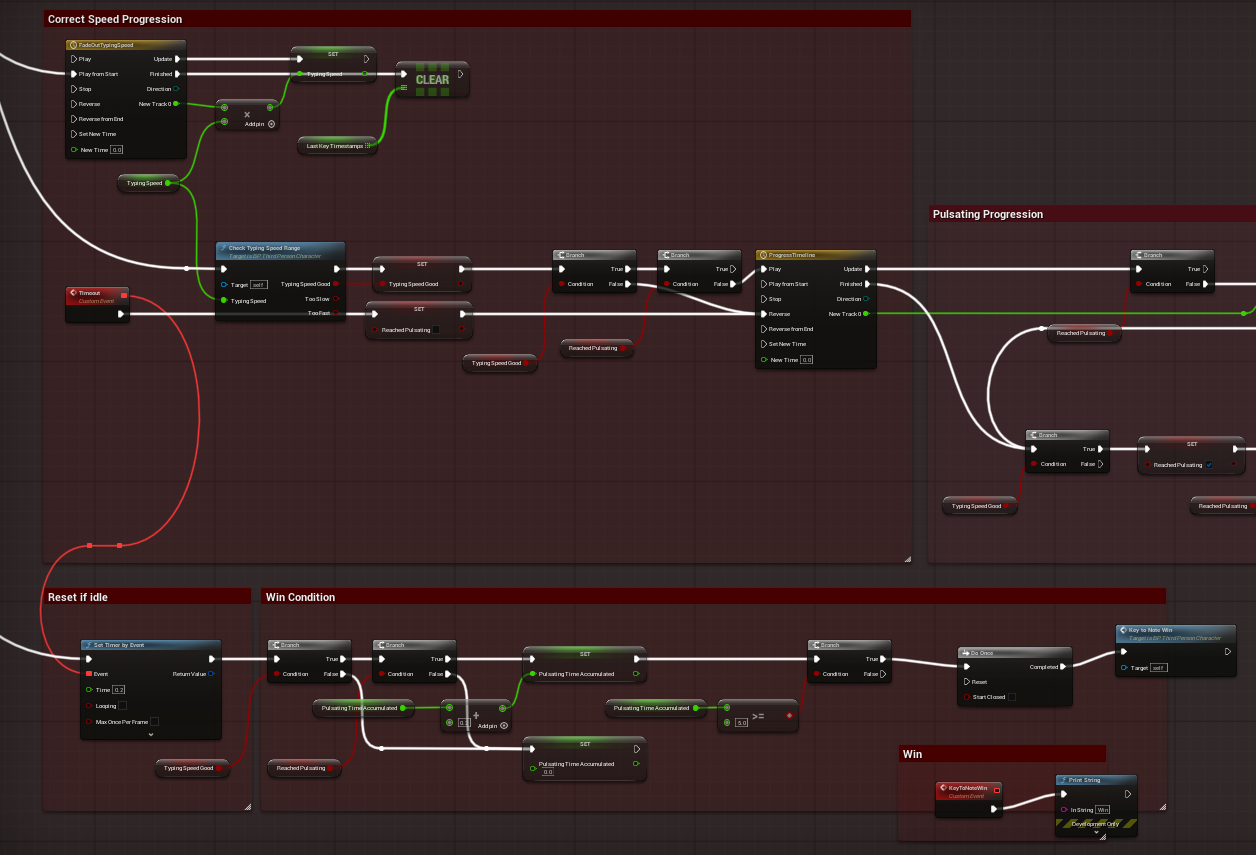 Correct Speed Progression
FadeOutTypingSpeed
Play
Update
Play from Start
Finished
Stop
Direction
Reverse
New Track 0
Reverse from End
Set New Time
New Time 0.0
SET
Typing Speed
CLEAR
×
Add pin
Last Key Timestamps
Typing Speed
Check Typing Speed Range
Target is BP Third Person Character
Target self
Typing Speed Good
Typing Speed
Too Slow
Too Fast
Timeout
Custom Event
SET
Typing Speed Good
SET
Reached Pulsating
Typing Speed Good
Branch
True
Condition
False
Reached Pulsating
Branch
True
Condition
False
ProgressTimeline
Play
Update
Play from Start
Finished
Stop
Direction
Reverse
New Track 0
Reverse from End
Set New Time
New Time 0.0
Pulsating Progression
Branch
True
Condition
False
Reached Pulsating
Branch
True
Condition
False
Typing Speed Good
SET
Reached Pulsating
Reached Pulsating
Reset if idle
Set Timer by Event
Event
Return Value
Time 0.2
Looping
Max Once Per Frame
Typing Speed Good
Win Condition
Branch
True
Condition
False
Branch
True
Condition
False
Reached Pulsating
Pulsating Time Accumulated
+
Add pin
SET
Pulsating Time Accumulated
SET
Pulsating Time Accumulated
0.0
Pulsating Time Accumulated
5.0
>=
Branch
True
Condition
False
Do Once
Completed
Reset
Start Closed
Key to Note Win
Target is BP Third Person Character
Target self
Win
KeyToNoteWin
Custom Event
Print String
In String Win
Development Only